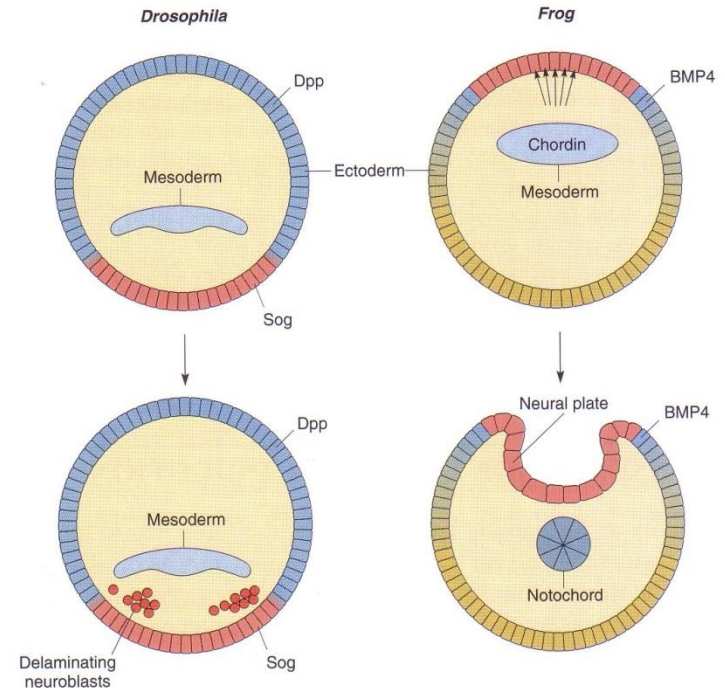 Drosophila
Frog
Dpp
BMP4
Chordin
Mesoderm
Ectoderm
Mesoderm
Sog
Neural plate
Dpp
BMP4
Mesoderm
Notochord
Delaminating
neuroblasts
Sog